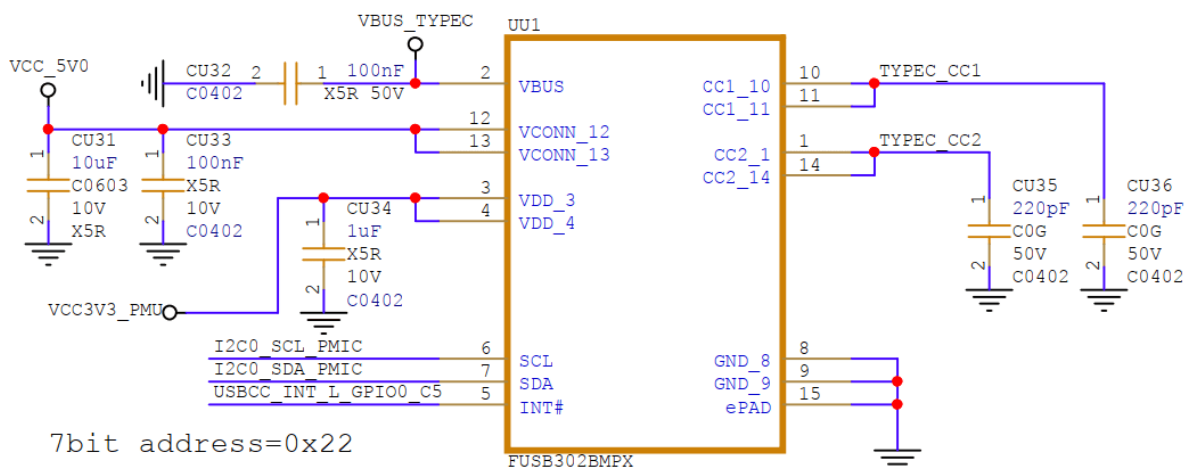 VBUS_TYPEC
UU1
VCC_5V0
CU32 2 1 100nF
C0402 X5R 50V
2 VBUS
CC1_10 10 TYPEC_CC1
CC1_11 11
12 VCONN_12
13 VCONN_13
CU31
1
10uF
C0603
10V
2
X5R
CU33
1
100nF
X5R
10V
2
C0402
CC2_1 1 TYPEC_CC2
CC2_14 14
3 VDD_3
4 VDD_4
CU34
1
1uF
X5R
10V
2
C0402
CU35
1
220pF
C0G
50V
2
C0402
CU36
1
220pF
C0G
50V
2
C0402
VCC3V3_PMU
I2C0_SCL_PMIC 6 SCL
I2C0_SDA_PMIC 7 SDA
USBCC_INT_L_GPIO0_C5 5 INT#
GND_8 8
GND_9 9
ePAD 15
7bit address=0x22
FUSB302BMPX